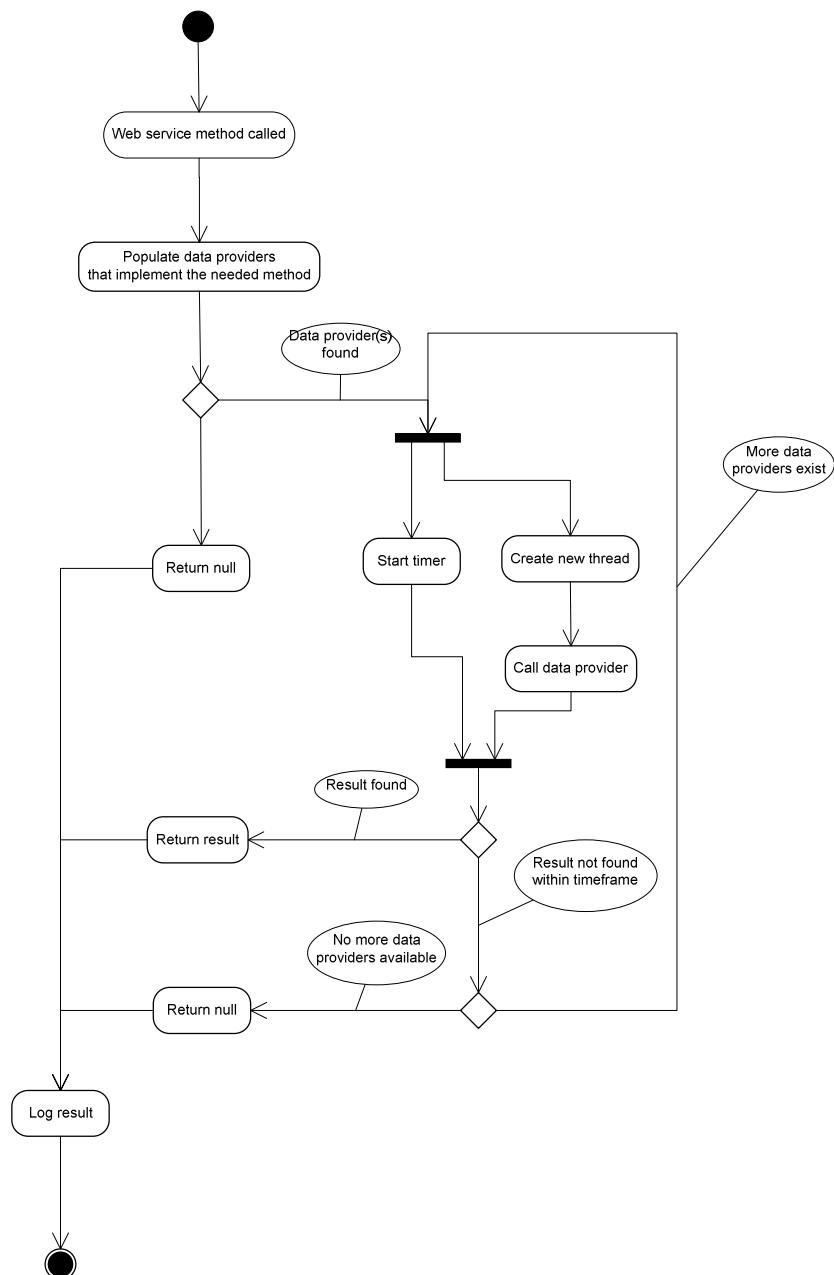 Web service method called
Populate data providers
that implement the needed method
Data provider(s)
found
More data
providers exist
Start timer
Create new thread
Return null
Call data provider
Result found
Return result
Result not found
within timeframe
No more data
providers available
Return null
Log result